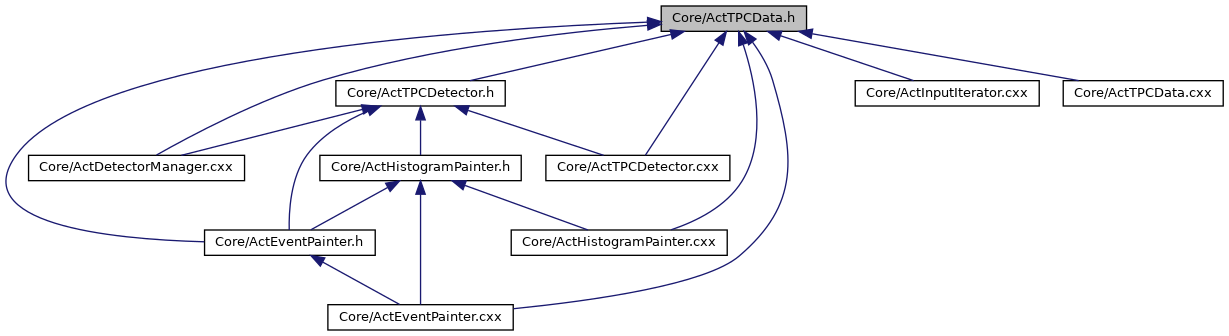 Core/ActTPCData.h
Core/ActTPCDetector.h
Core/ActInputIterator.cxx
Core/ActTPCData.cxx
Core/ActDetectorManager.cxx
Core/ActHistogramPainter.h
Core/ActTPCDetector.cxx
Core/ActEventPainter.h
Core/ActHistogramPainter.cxx
Core/ActEventPainter.cxx